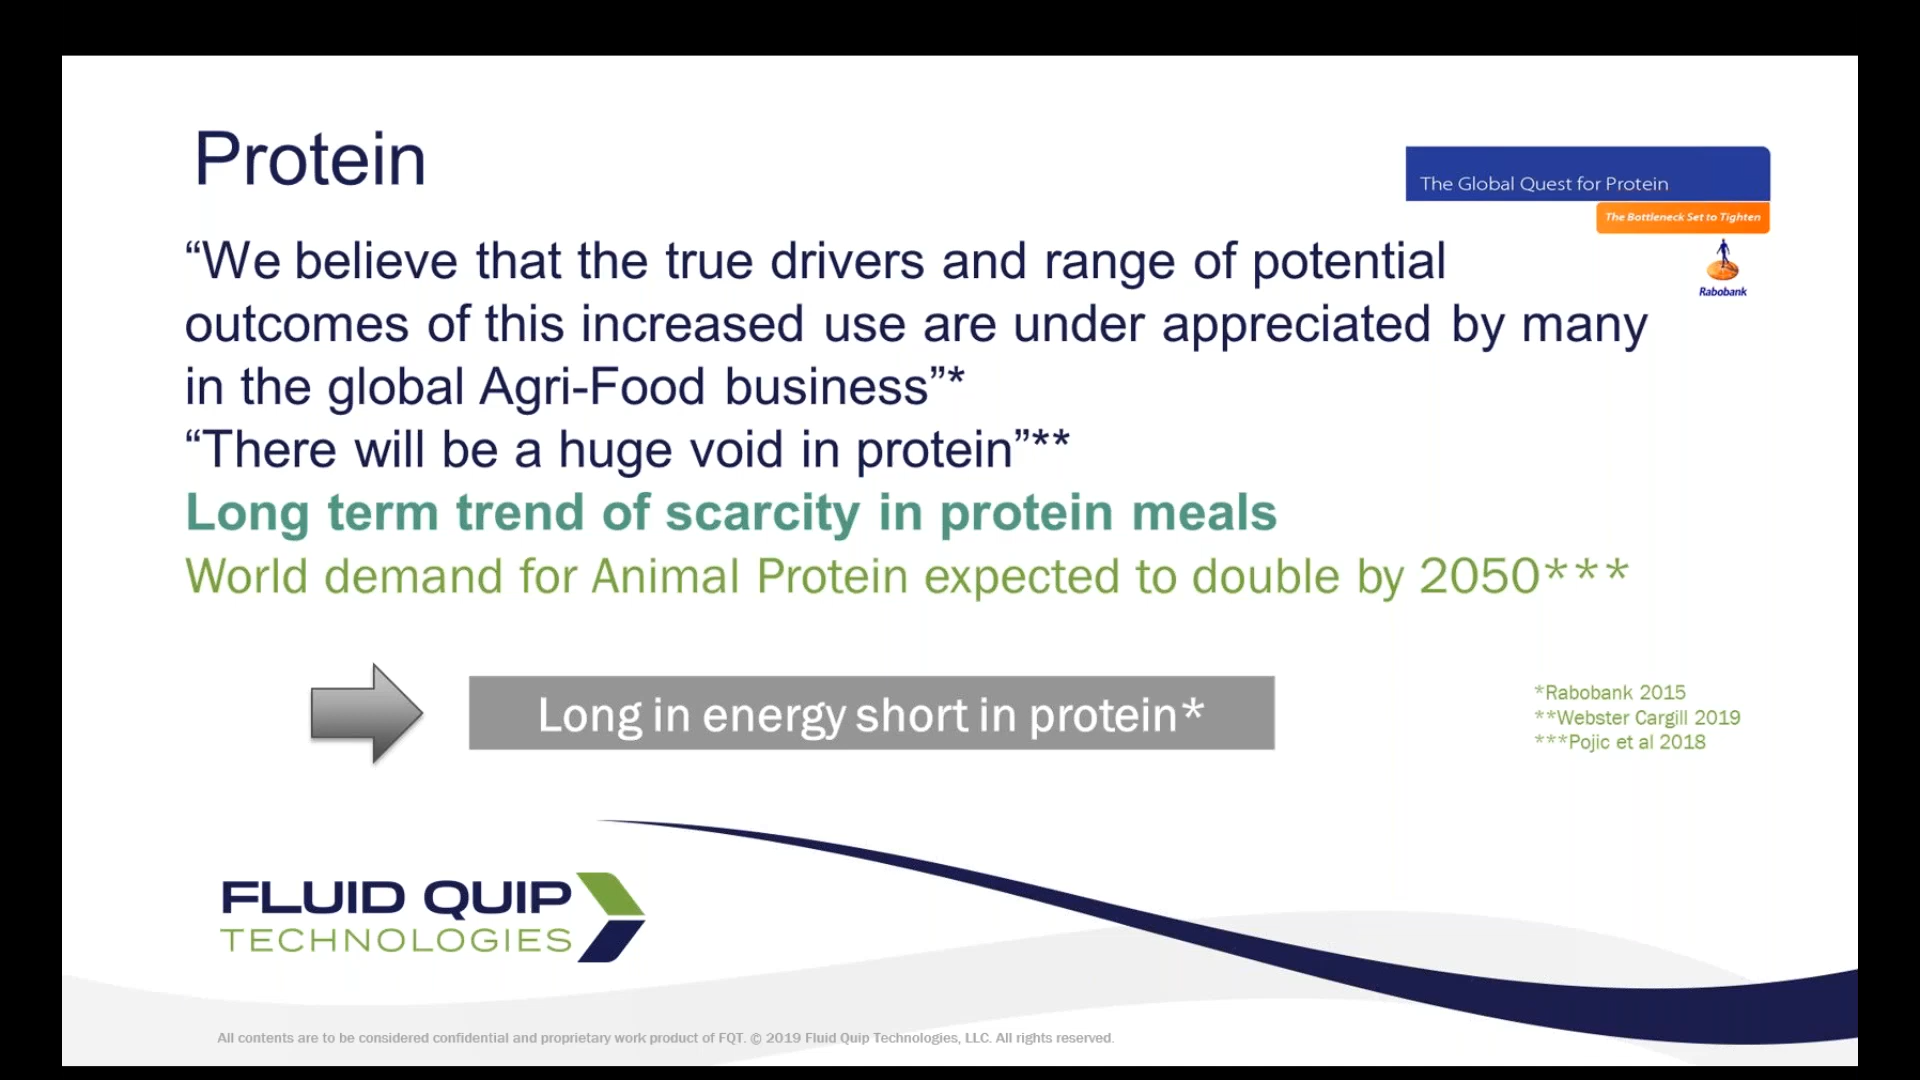 Protein
The Global Quest for Protein
The Bottleneck Set to Tighten
Rabobank
“We believe that the true drivers and range of potential
outcomes of this increased use are under appreciated by many
in the global Agri-Food business”*
“There will be a huge void in protein”**
Long term trend of scarcity in protein meals
World demand for Animal Protein expected to double by 2050***
Long in energy short in protein*
*Rabobank 2015
**Webster Cargill 2019
***Pojic et al 2018
FLUID QUIP
TECHNOLOGIES
All contents are to be considered confidential and proprietary work product of FQT. © 2019 Fluid Quip Technologies, LLC. All rights reserved.